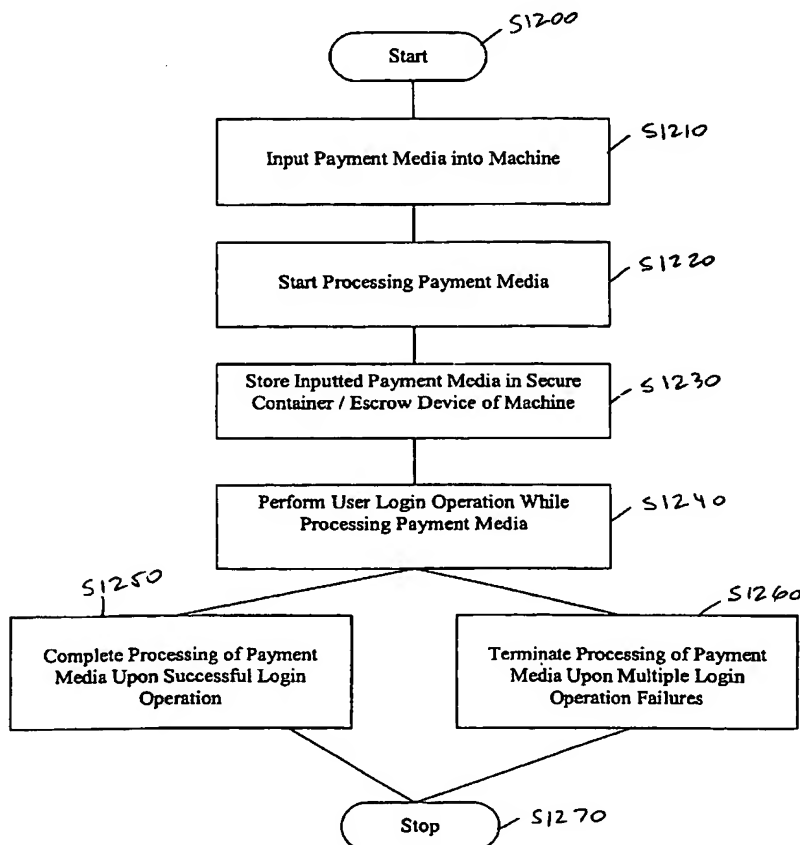 S1200
Start
S1210
Input Payment Media into Machine
S1220
Start Processing Payment Media
S1230
Store Inputted Payment Media in Secure
Container / Escrow Device of Machine
S1240
Perform User Login Operation While
Processing Payment Media
S1250
Complete Processing of Payment
Media Upon Successful Login
Operation
S1260
Terminate Processing of Payment
Media Upon Multiple Login
Operation Failures
Stop
S1270